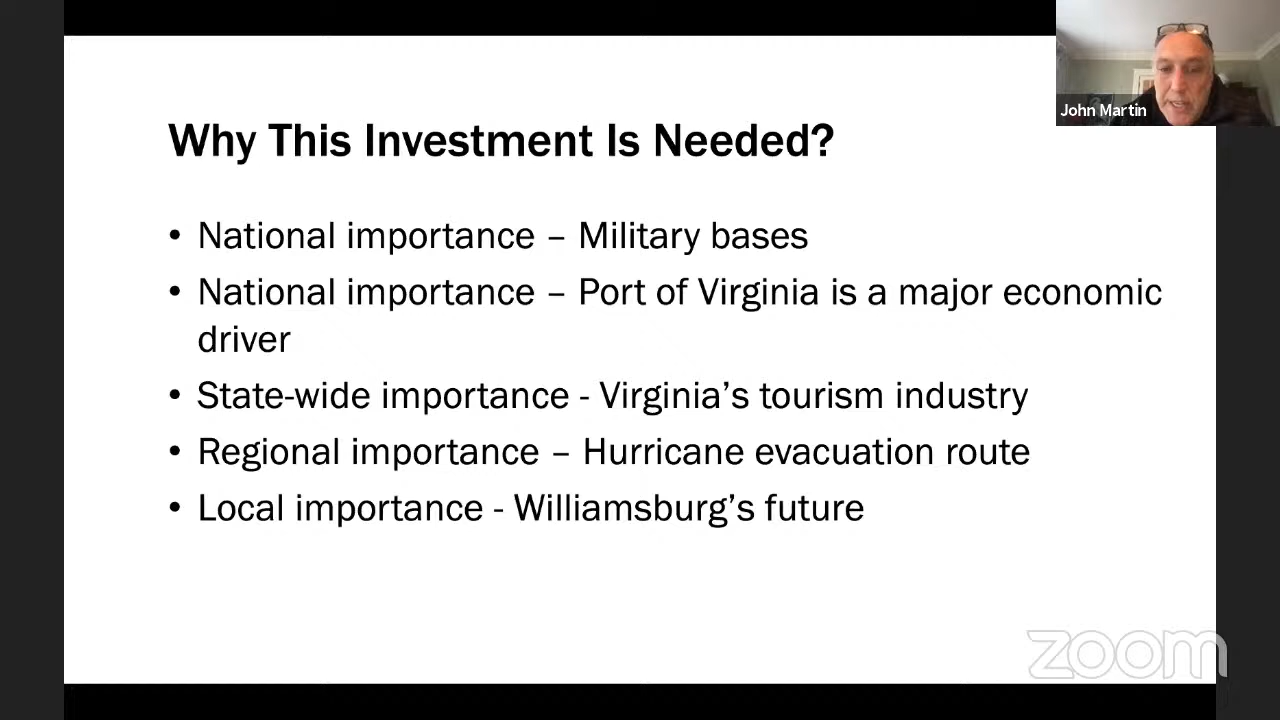 John Martin
Why This Investment Is Needed?
• National importance – Military bases
• National importance – Port of Virginia is a major economic
driver
• State-wide importance - Virginia’s tourism industry
• Regional importance – Hurricane evacuation route
• Local importance - Williamsburg’s future
zoom